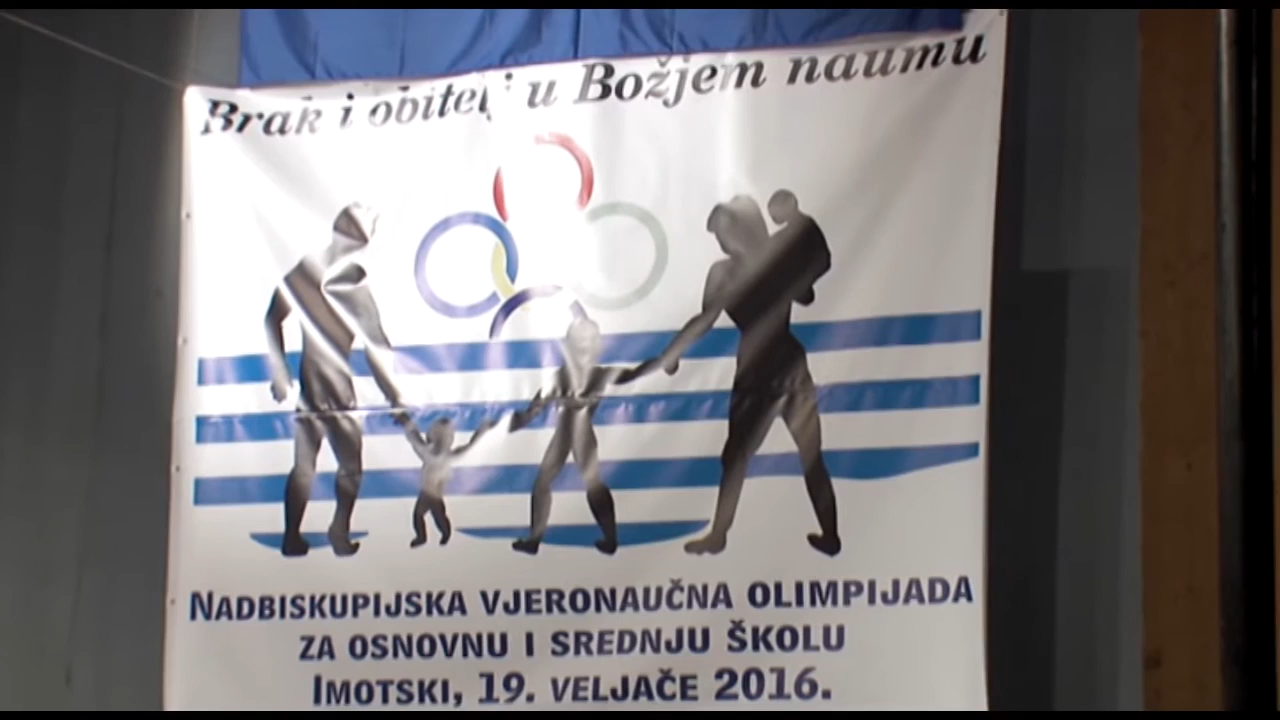 Brak i obitelj u Božjem naumu
NADBISKUPIJSKA VJERONAUČNA OLIMPIJADA
ZA OSNOVNU I SREDNJU ŠKOLU
IMOTSKI, 19. VELJAČE 2016.